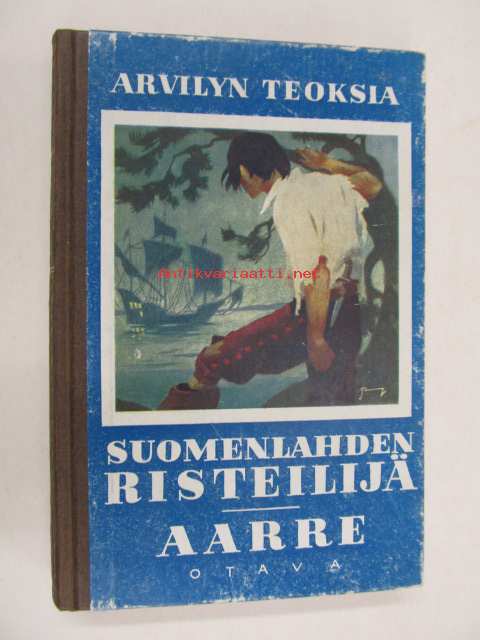 ARVILYN TEOKSIA
antikvariaatti.net
SUOMENLAHDEN
RISTEILIJÄ
AARRE
OTAVA